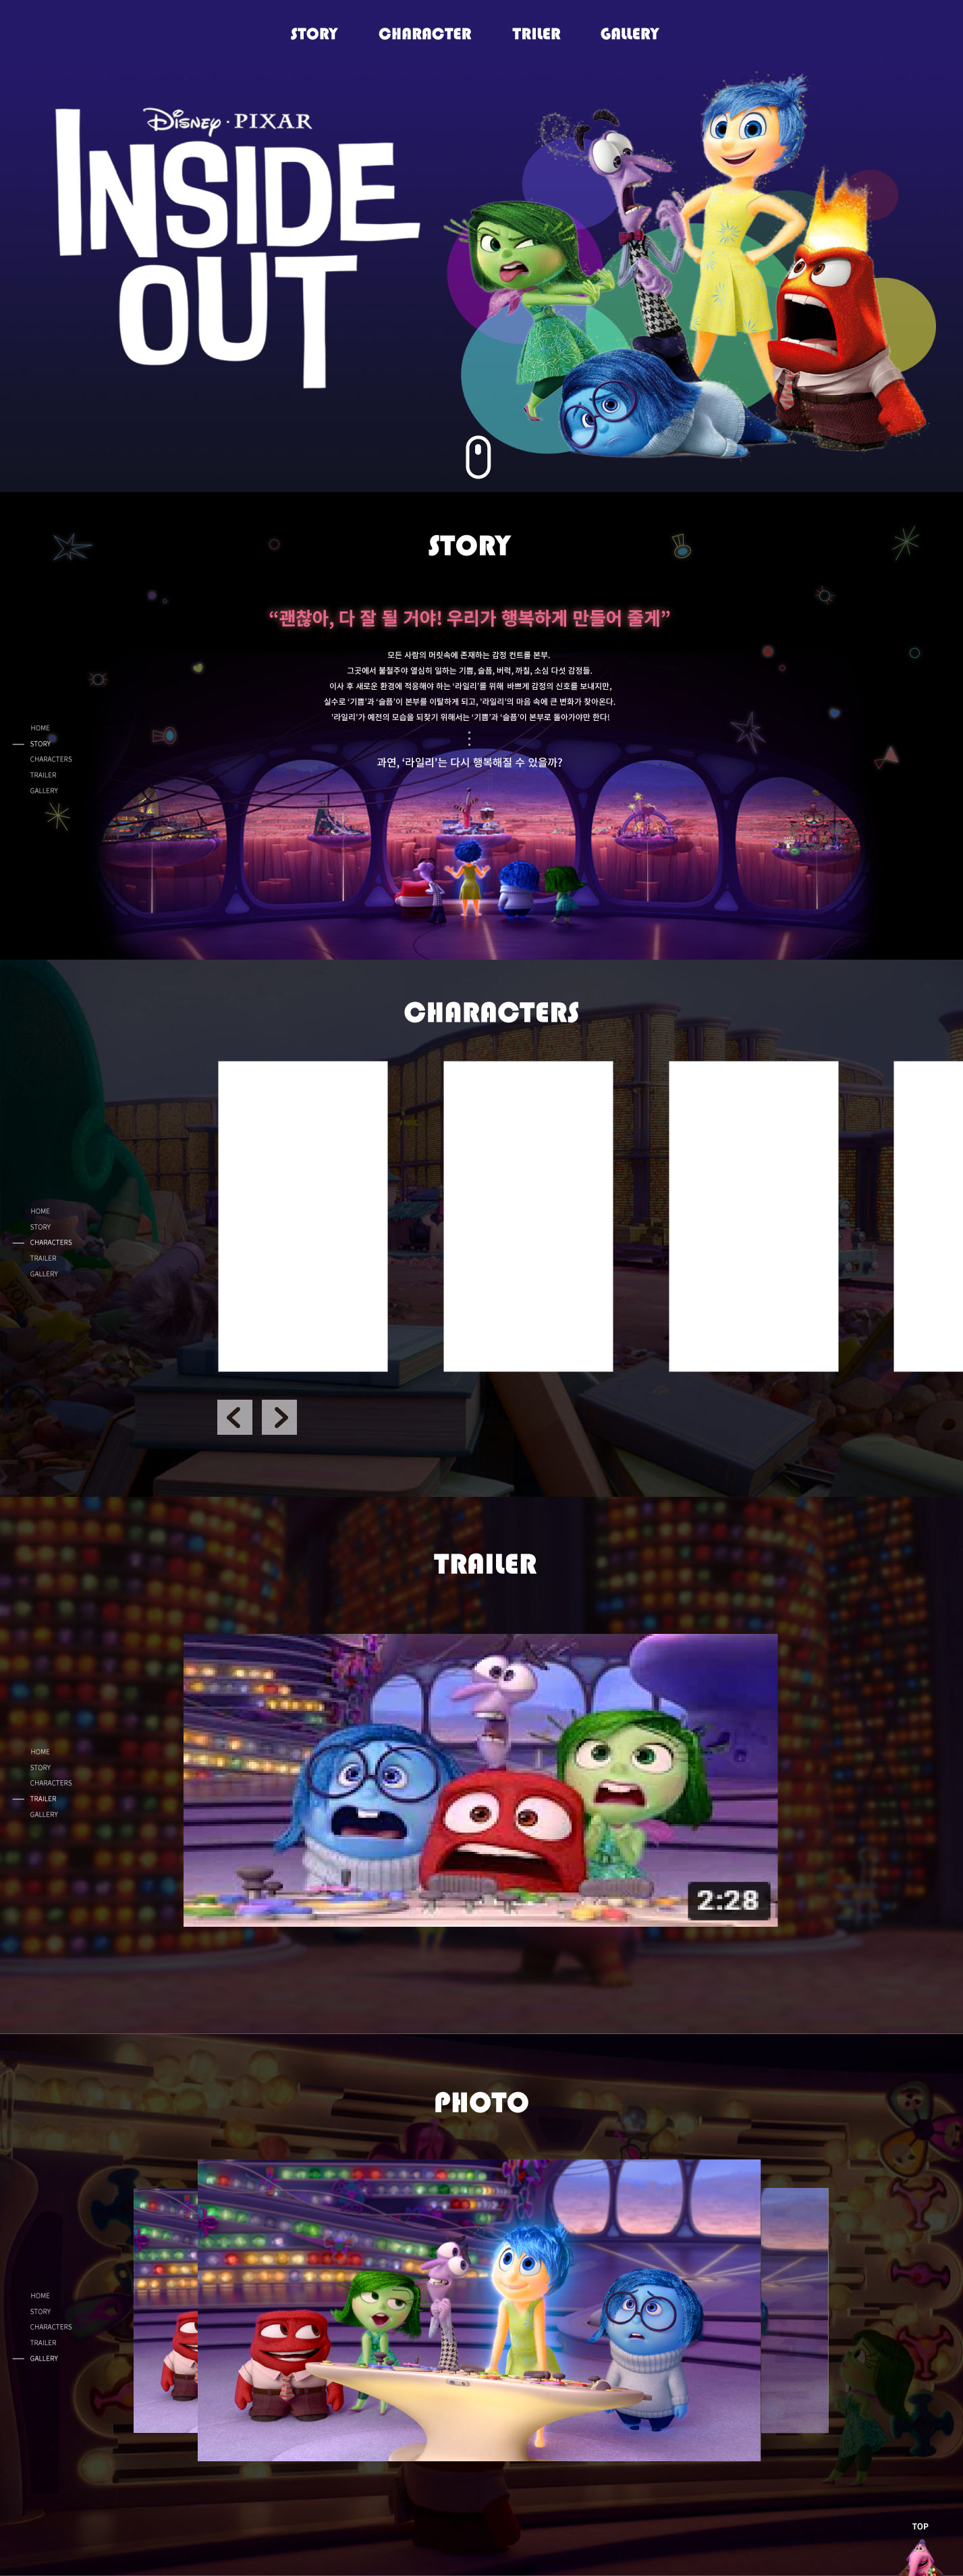 STORY CHARACTER TRILER GALLERY
Disney · PIXAR
INSIDE
OUT
STORY
“괜찮아, 다 잘 될 거야! 우리가 행복하게 만들어 줄게”
모든 사람의 머릿속에 존재하는 감정 컨트롤 본부.
그곳에서 불철주야 열심히 일하는 기쁨, 슬픔, 버럭, 까칠, 소심 다섯 감정들.
이사 후 새로운 환경에 적응해야 하는 ‘라일리’를 위해 바쁘게 감정의 신호를 보내지만,
실수로 ‘기쁨’과 ‘슬픔’이 본부를 이탈하게 되고, ‘라일리’의 마음 속에 큰 변화가 찾아온다.
‘라일리’가 예전의 모습을 되찾기 위해서는 ‘기쁨’과 ‘슬픔’이 본부로 돌아가야만 한다!
과연, ‘라일리’는 다시 행복해질 수 있을까?
HOME
STORY
CHARACTERS
TRAILER
GALLERY
CHARACTERS
HOME
STORY
CHARACTERS
TRAILER
GALLERY
TRAILER
HOME
STORY
CHARACTERS
TRAILER
GALLERY
2:28
PHOTO
HOME
STORY
CHARACTERS
TRAILER
GALLERY
TOP